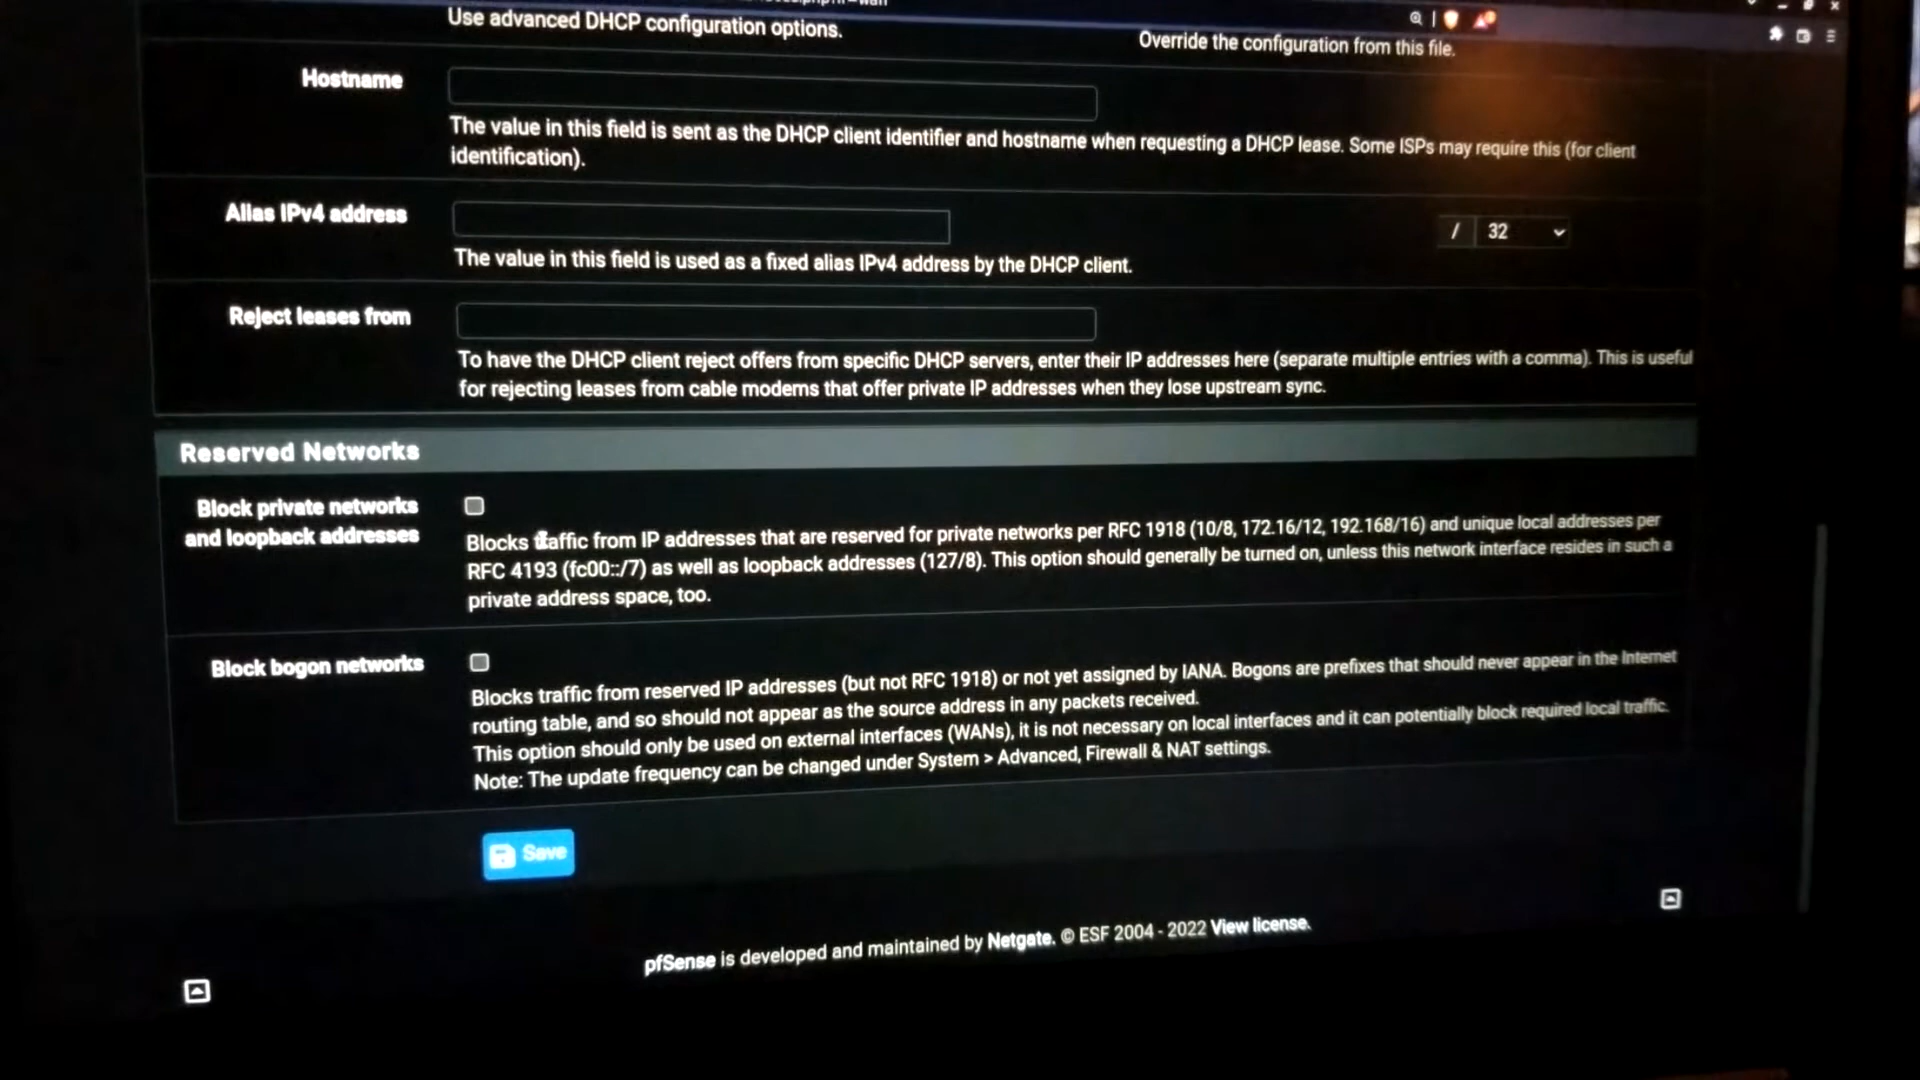 Use advanced DHCP configuration options.
Override the configuration from this file.
Hostname
The value in this field is sent as the DHCP client identifier and hostname when requesting a DHCP lease. Some ISPs may require this (for client
identification).
Alias IPv4 address
/ 32
The value in this field is used as a fixed alias IPv4 address by the DHCP client.
Reject leases from
To have the DHCP client reject offers from specific DHCP servers, enter their IP addresses here (separate multiple entries with a comma). This is useful
for rejecting leases from cable modems that offer private IP addresses when they lose upstream sync.
Reserved Networks
Block private networks
and loopback addresses
Blocks traffic from IP addresses that are reserved for private networks per RFC 1918 (10/8, 172.16/12, 192.168/16) and unique local addresses per
RFC 4193 (fc00::/7) as well as loopback addresses (127/8). This option should generally be turned on, unless this network interface resides in such a
private address space, too.
Block bogon networks
Blocks traffic from reserved IP addresses (but not RFC 1918) or not yet assigned by IANA. Bogons are prefixes that should never appear in the Internet
routing table, and so should not appear as the source address in any packets received.
This option should only be used on external interfaces (WANs), it is not necessary on local interfaces and it can potentially block required local traffic.
Note: The update frequency can be changed under System > Advanced, Firewall & NAT settings.
Save
pfSense is developed and maintained by Netgate. © ESF 2004 - 2022 View license.